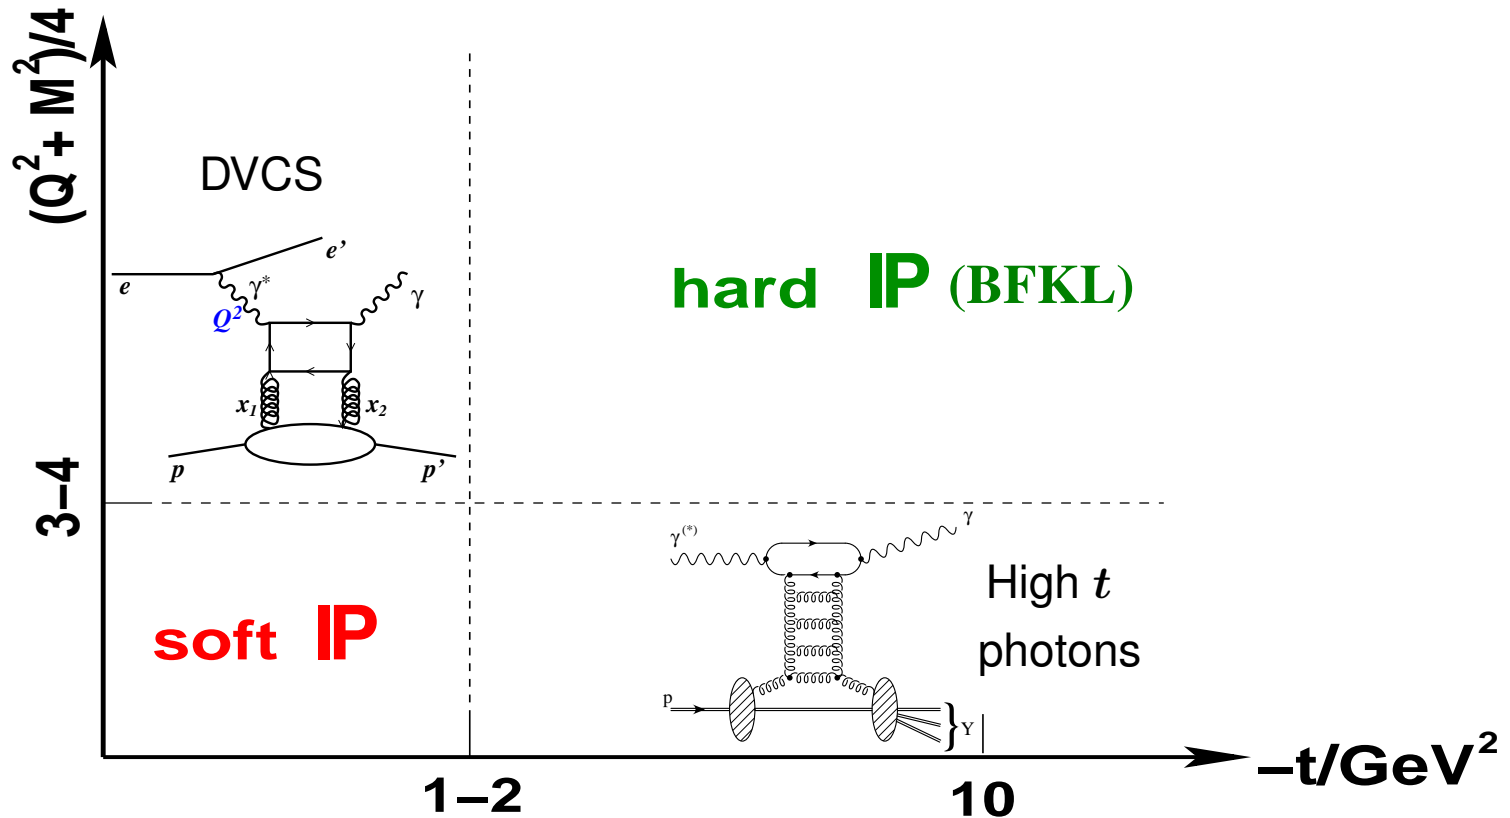 (Q² + M²)/4
DVCS
e
e’
γ*
Q²
γ
x₁
x₂
p
p’
hard IP (BFKL)
3–4
soft IP
γ(*)
γ
High t
photons
p
Y
1–2
10
–t/GeV²